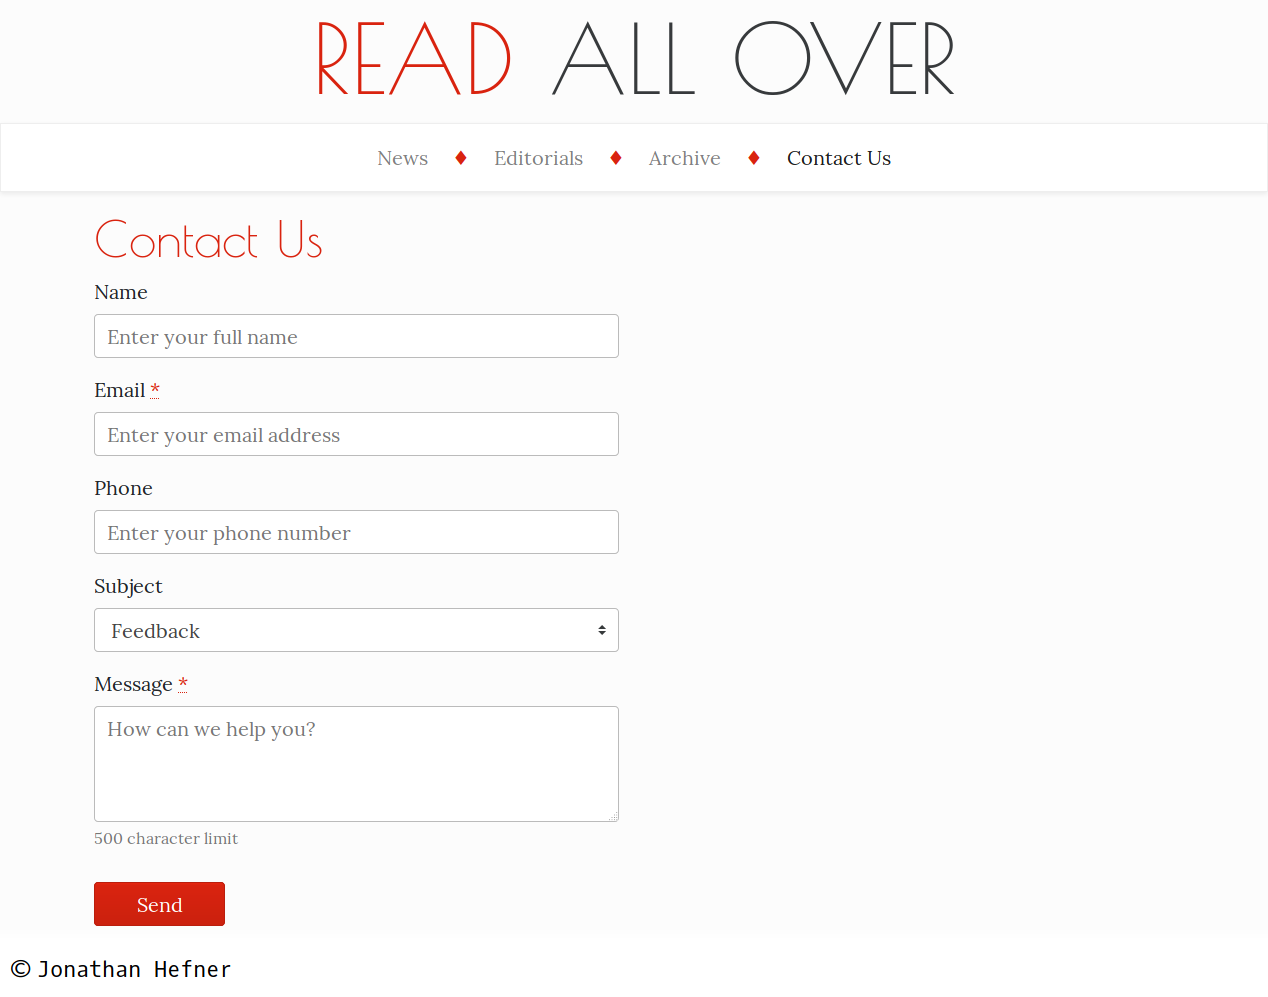 READ ALL OVER
News ♦ Editorials ♦ Archive ♦ Contact Us
Contact Us
Name
Enter your full name
Email *
Enter your email address
Phone
Enter your phone number
Subject
Feedback
Message *
How can we help you?
500 character limit
Send
© Jonathan Hefner